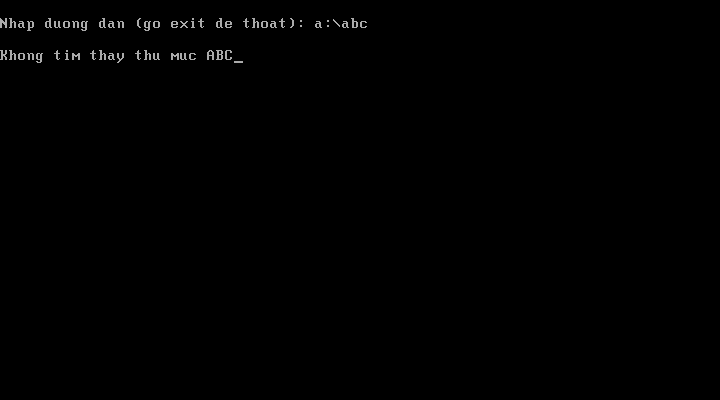 Nhap duong dan (go exit de thoat): a:\abc
Khong tim thay thu muc ABC_